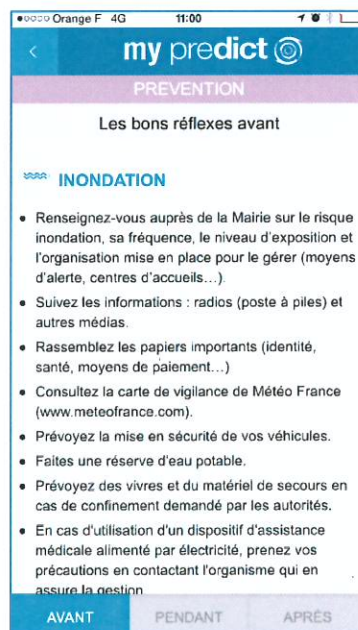 Orange F 4G 11:00
my predict
PREVENTION
Les bons réflexes avant
INONDATION
• Renseignez-vous auprès de la Mairie sur le risque
inondation, sa fréquence, le niveau d'exposition et
l'organisation mise en place pour le gérer (moyens
d'alerte, centres d'accueils...).
• Suivez les informations : radios (poste à piles) et
autres médias.
• Rassemblez les papiers importants (identité,
santé, moyens de paiement...)
• Consultez la carte de vigilance de Météo France
(www.meteofrance.com).
• Prévoyez la mise en sécurité de vos véhicules.
• Faites une réserve d'eau potable.
• Prévoyez des vivres et du matériel de secours en
cas de confinement demandé par les autorités.
• En cas d'utilisation d'un dispositif d'assistance
médicale alimenté par électricité, prenez vos
précautions en contactant l'organisme qui en
assure la gestion
AVANT PENDANT APRÈS